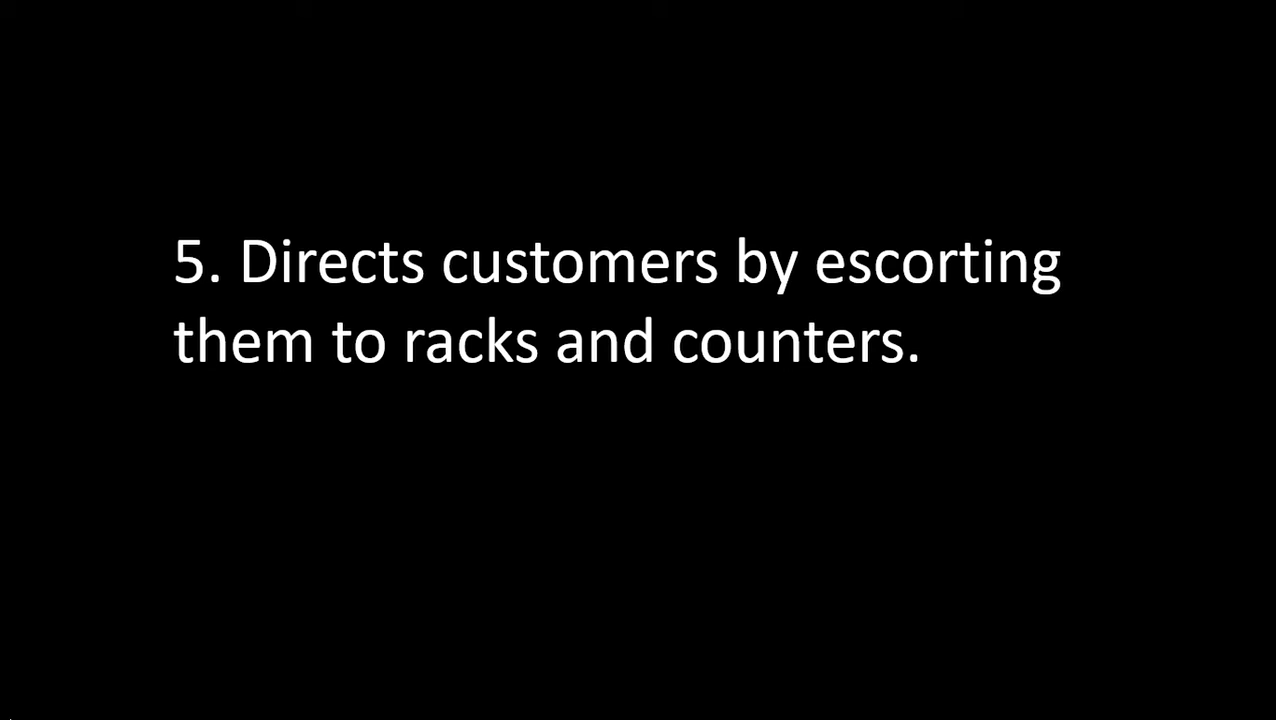 5. Directs customers by escorting
them to racks and counters.